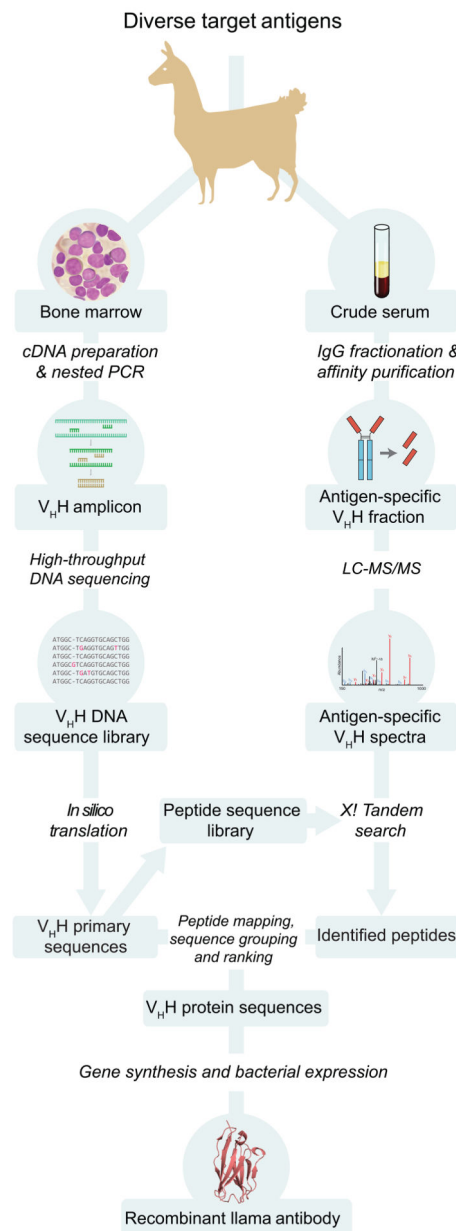 Diverse target antigens
Bone marrow
Crude serum
cDNA preparation
& nested PCR
IgG fractionation &
affinity purification
VHH amplicon
Antigen-specific
VHH fraction
High-throughput
DNA sequencing
LC-MS/MS
ATGGC-TCAGGTGCAGCTGG
ATGGC-TGAGGTGCAGTTGG
ATGGC-TCAGGTGCAGCTGG
ATGGCGTCAGGTGCAGCTGG
ATGGC-TGATGTGCAGCTGG
ATGGC-TCAGGTGCAGCTGG
VHH DNA
sequence library
Antigen-specific
VHH spectra
In silico
translation
Peptide sequence
library
X! Tandem
search
VHH primary
sequences
Peptide mapping,
sequence grouping
and ranking
Identified peptides
VHH protein sequences
Gene synthesis and bacterial expression
Recombinant llama antibody